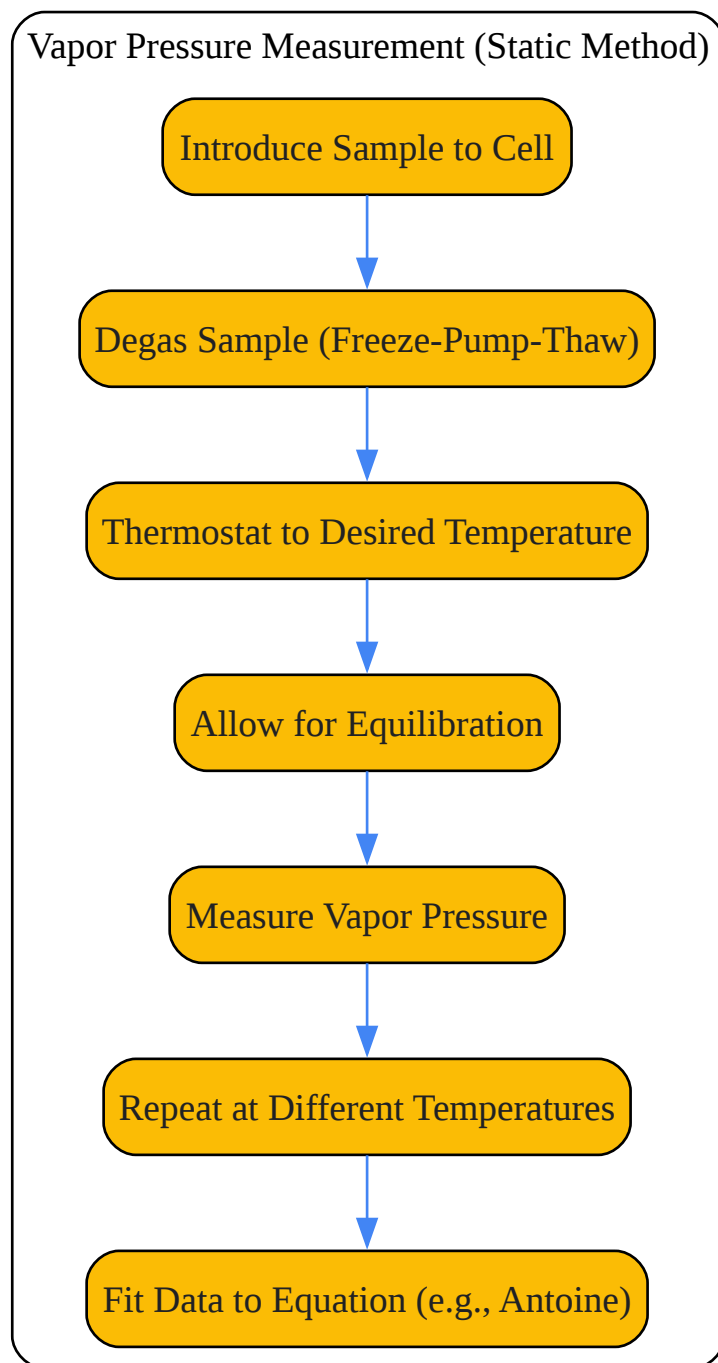 Vapor Pressure Measurement (Static Method)
Introduce Sample to Cell
Degas Sample (Freeze-Pump-Thaw)
Thermostat to Desired Temperature
Allow for Equilibration
Measure Vapor Pressure
Repeat at Different Temperatures
Fit Data to Equation (e.g., Antoine)